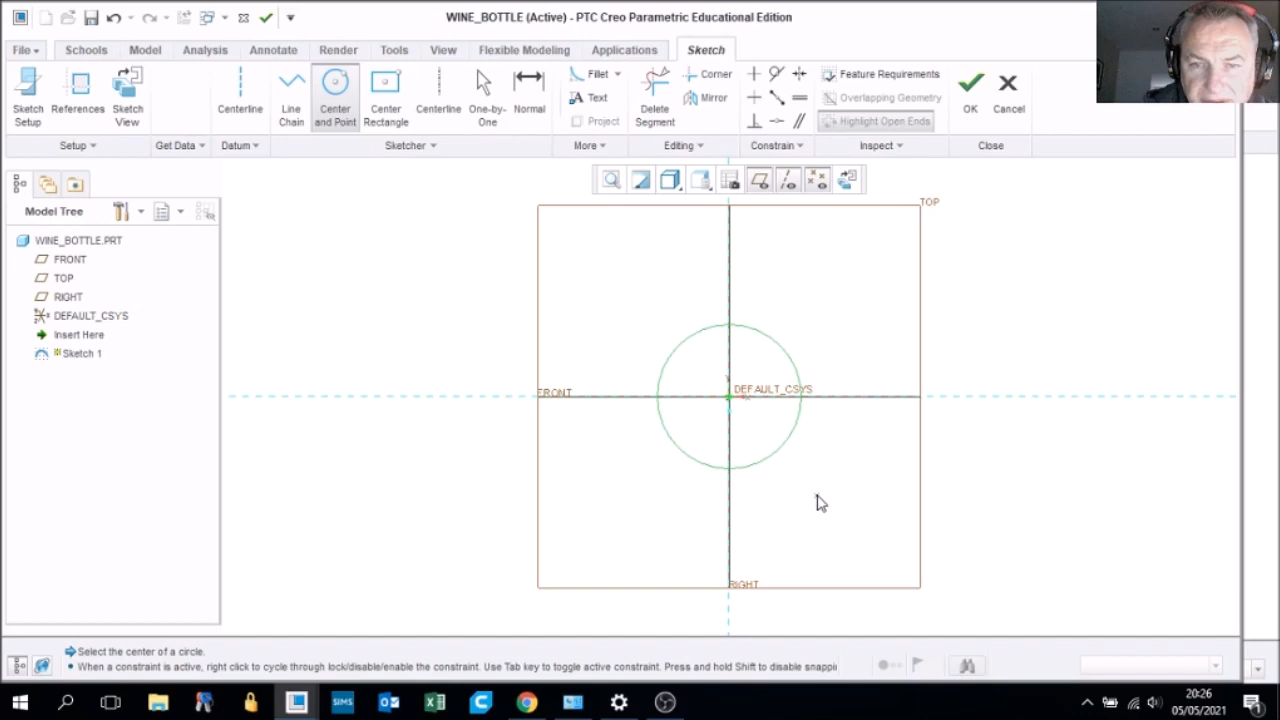 WINE_BOTTLE (Active) - PTC Creo Parametric Educational Edition
File Schools Model Analysis Annotate Render Tools View Flexible Modeling Applications Sketch
Sketch Setup References Sketch View Centerline Line Chain Center and Point Center Rectangle Centerline One-by-One Normal Fillet Text Project Delete Segment Corner Mirror Feature Requirements Overlapping Geometry Highlight Open Ends OK Cancel
Setup Get Data Datum Sketcher More Editing Constrain Inspect Close
Model Tree
WINE_BOTTLE.PRT
FRONT
TOP
RIGHT
DEFAULT_CSYS
Insert Here
Sketch 1
TOP
Y
DEFAULT_CSYS
FRONT
RIGHT
Select the center of a circle.
When a constraint is active, right click to cycle through lock/disable/enable the constraint. Use Tab key to toggle active constraint. Press and hold Shift to disable snappin
SIMS
20:26
05/05/2021
1